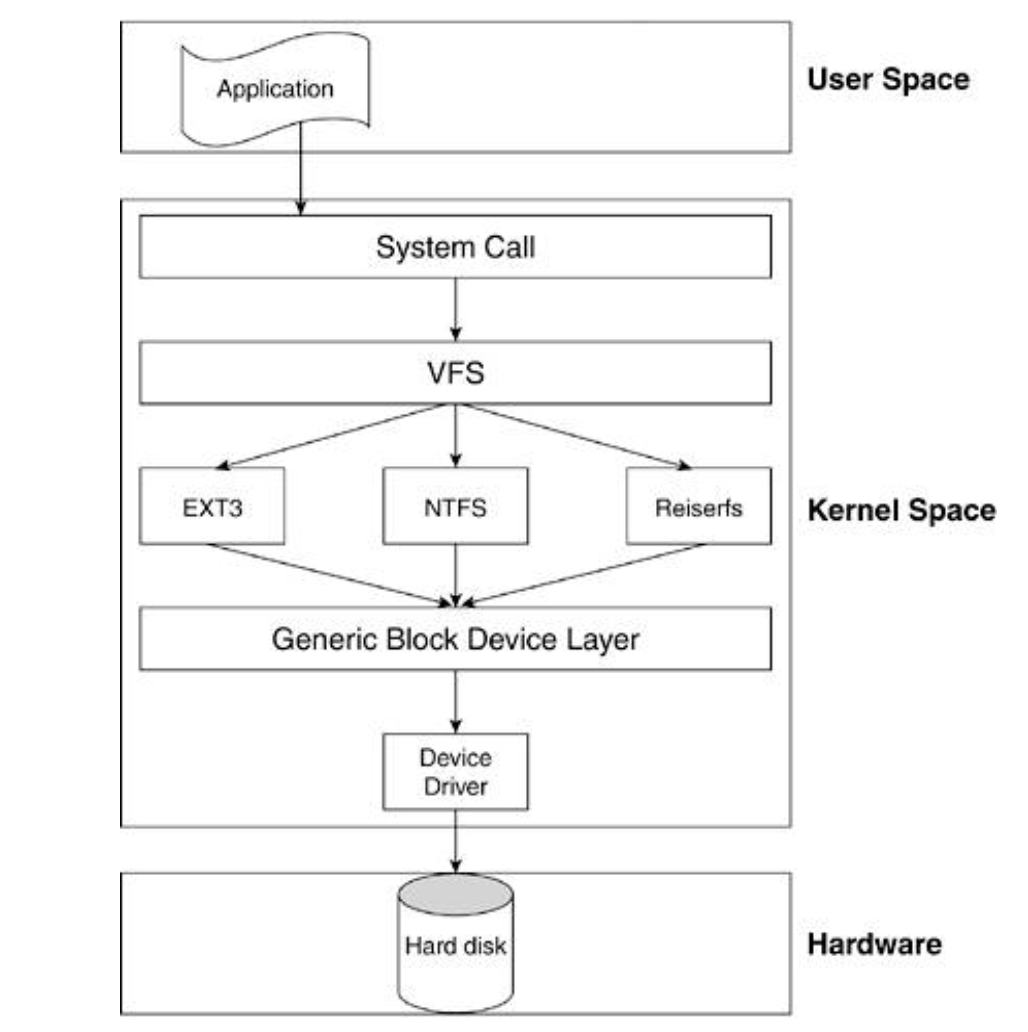 Application
User Space
System Call
VFS
EXT3
NTFS
Reiserfs
Kernel Space
Generic Block Device Layer
Device
Driver
Hard disk
Hardware